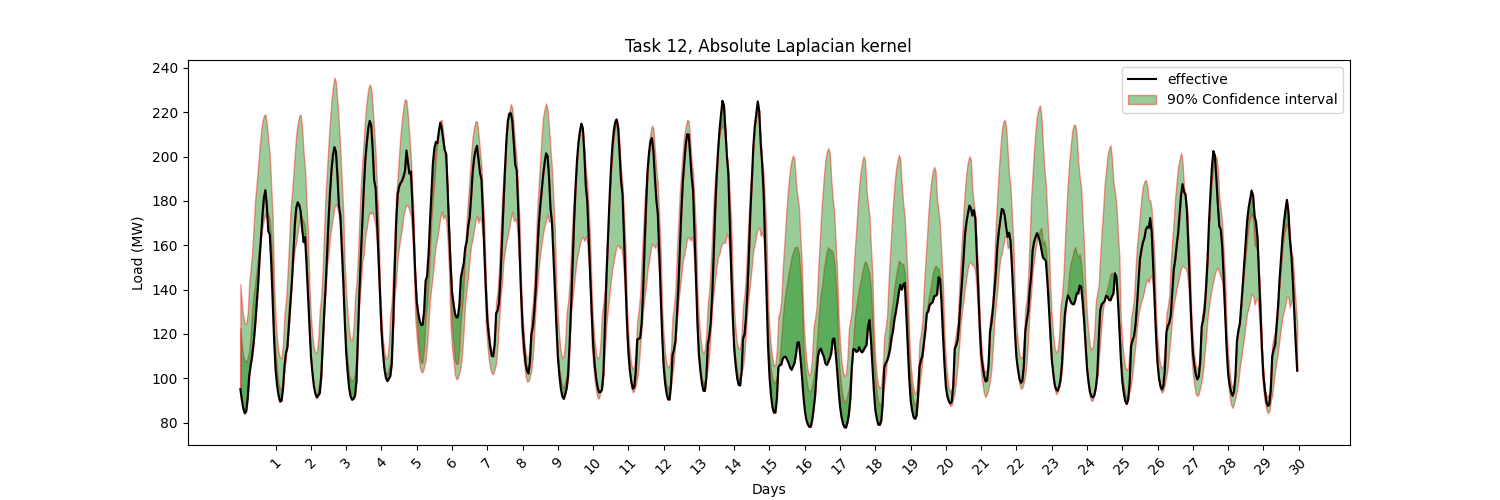 Task 12, Absolute Laplacian kernel
effective
90% Confidence interval
Load (MW)
240
220
200
180
160
140
120
100
80
1 2 3 4 5 6 7 8 9 10 11 12 13 14 15 16 17 18 19 20 21 22 23 24 25 26 27 28 29 30
Days